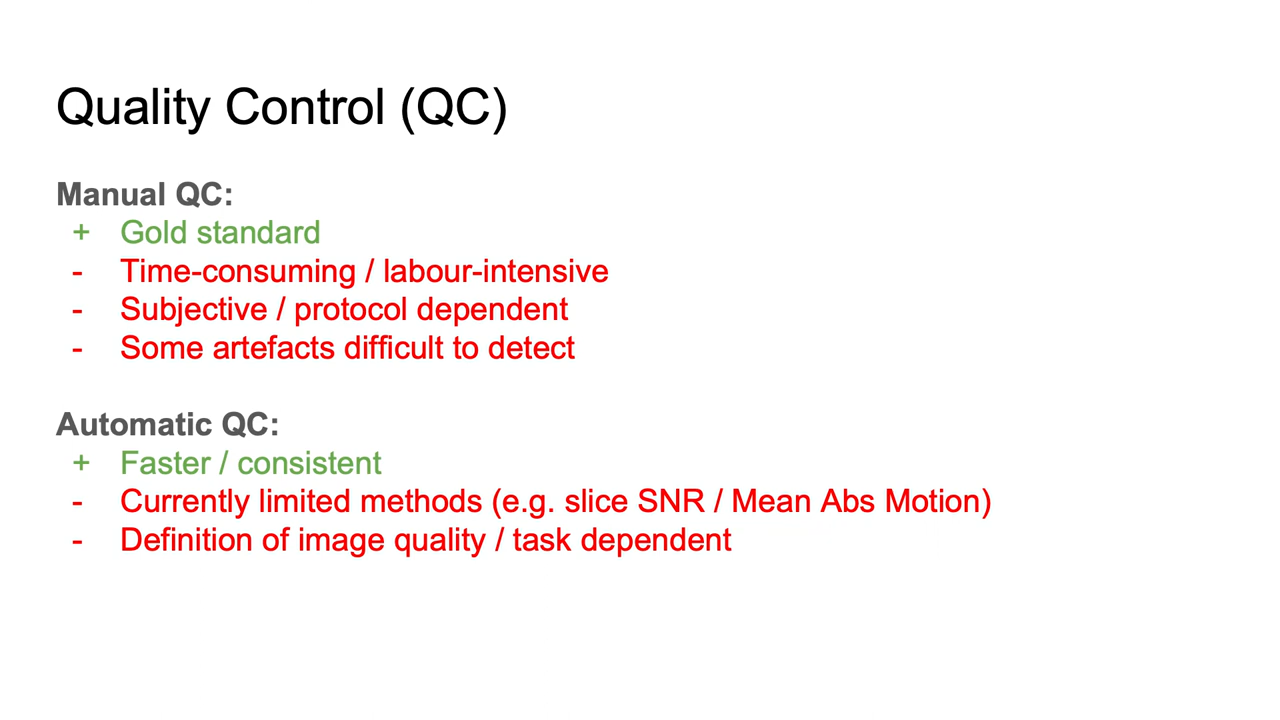 Quality Control (QC)
Manual QC:
+ Gold standard
- Time-consuming / labour-intensive
- Subjective / protocol dependent
- Some artefacts difficult to detect
Automatic QC:
+ Faster / consistent
- Currently limited methods (e.g. slice SNR / Mean Abs Motion)
- Definition of image quality / task dependent